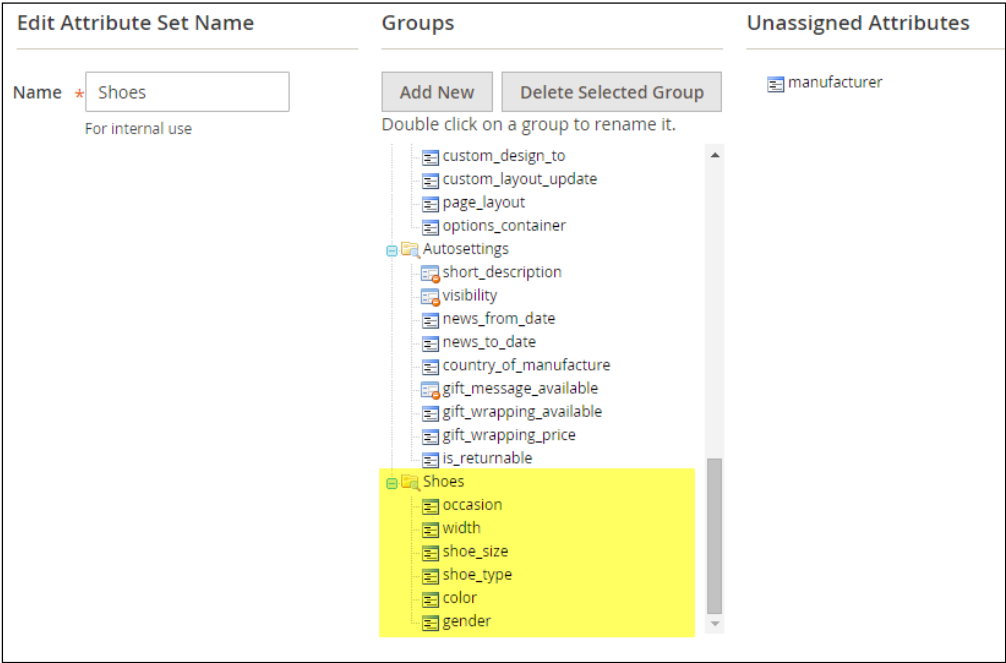 Edit Attribute Set Name
Name * Shoes
For internal use
Groups
Add New
Delete Selected Group
Double click on a group to rename it.
custom_design_to
custom_layout_update
page_layout
options_container
Autosettings
short_description
visibility
news_from_date
news_to_date
country_of_manufacture
gift_message_available
gift_wrapping_available
gift_wrapping_price
is_returnable
Shoes
occasion
width
shoe_size
shoe_type
color
gender
Unassigned Attributes
manufacturer